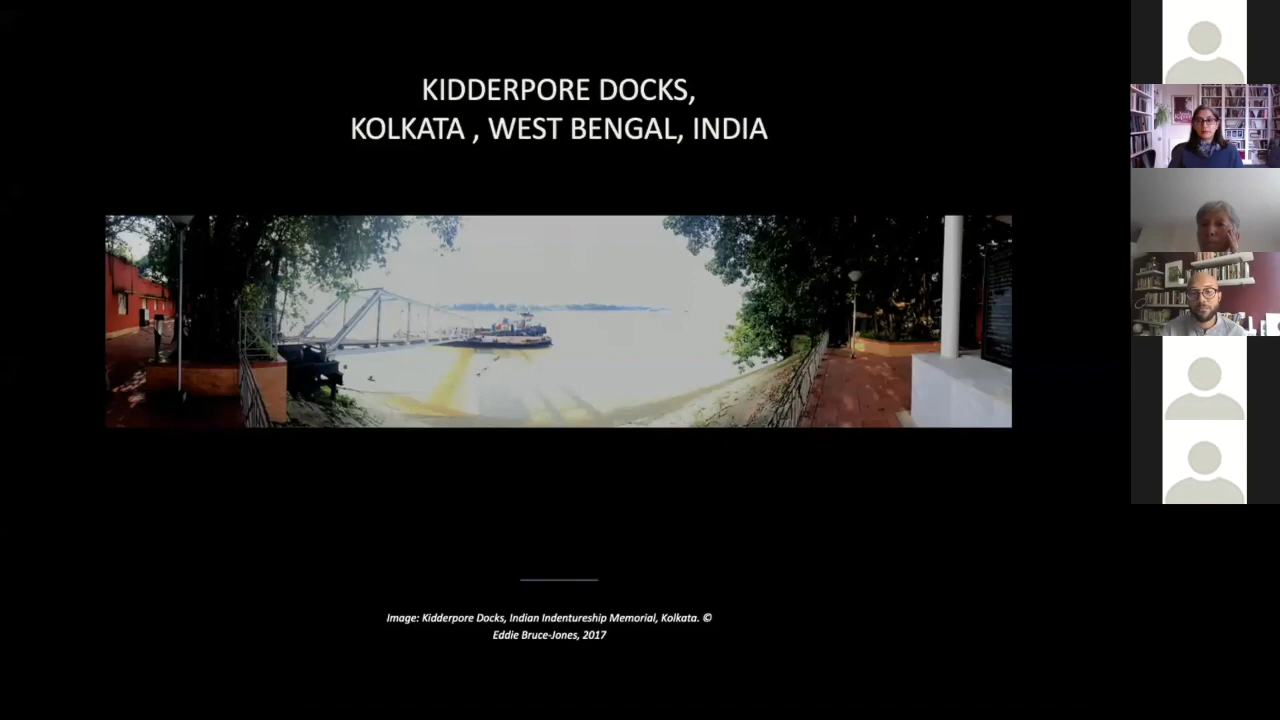 KIDDERPORE DOCKS,
KOLKATA , WEST BENGAL, INDIA
Image: Kidderpore Docks, Indian Indentureship Memorial, Kolkata. ©
Eddie Bruce-Jones, 2017